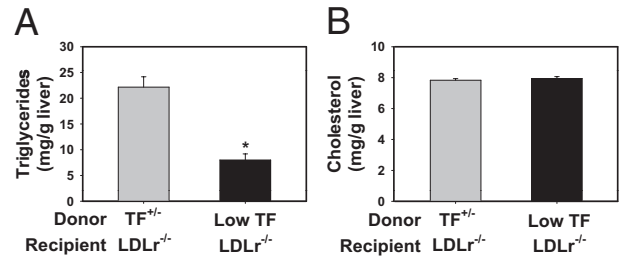 A
Triglycerides
(mg/g liver)
30
25
20
15
10
5
0
*
Donor TF+/- Low TF
Recipient LDLr-/- LDLr-/-
B
Cholesterol
(mg/g liver)
10
8
6
4
2
0
Donor TF+/- Low TF
Recipient LDLr-/- LDLr-/-